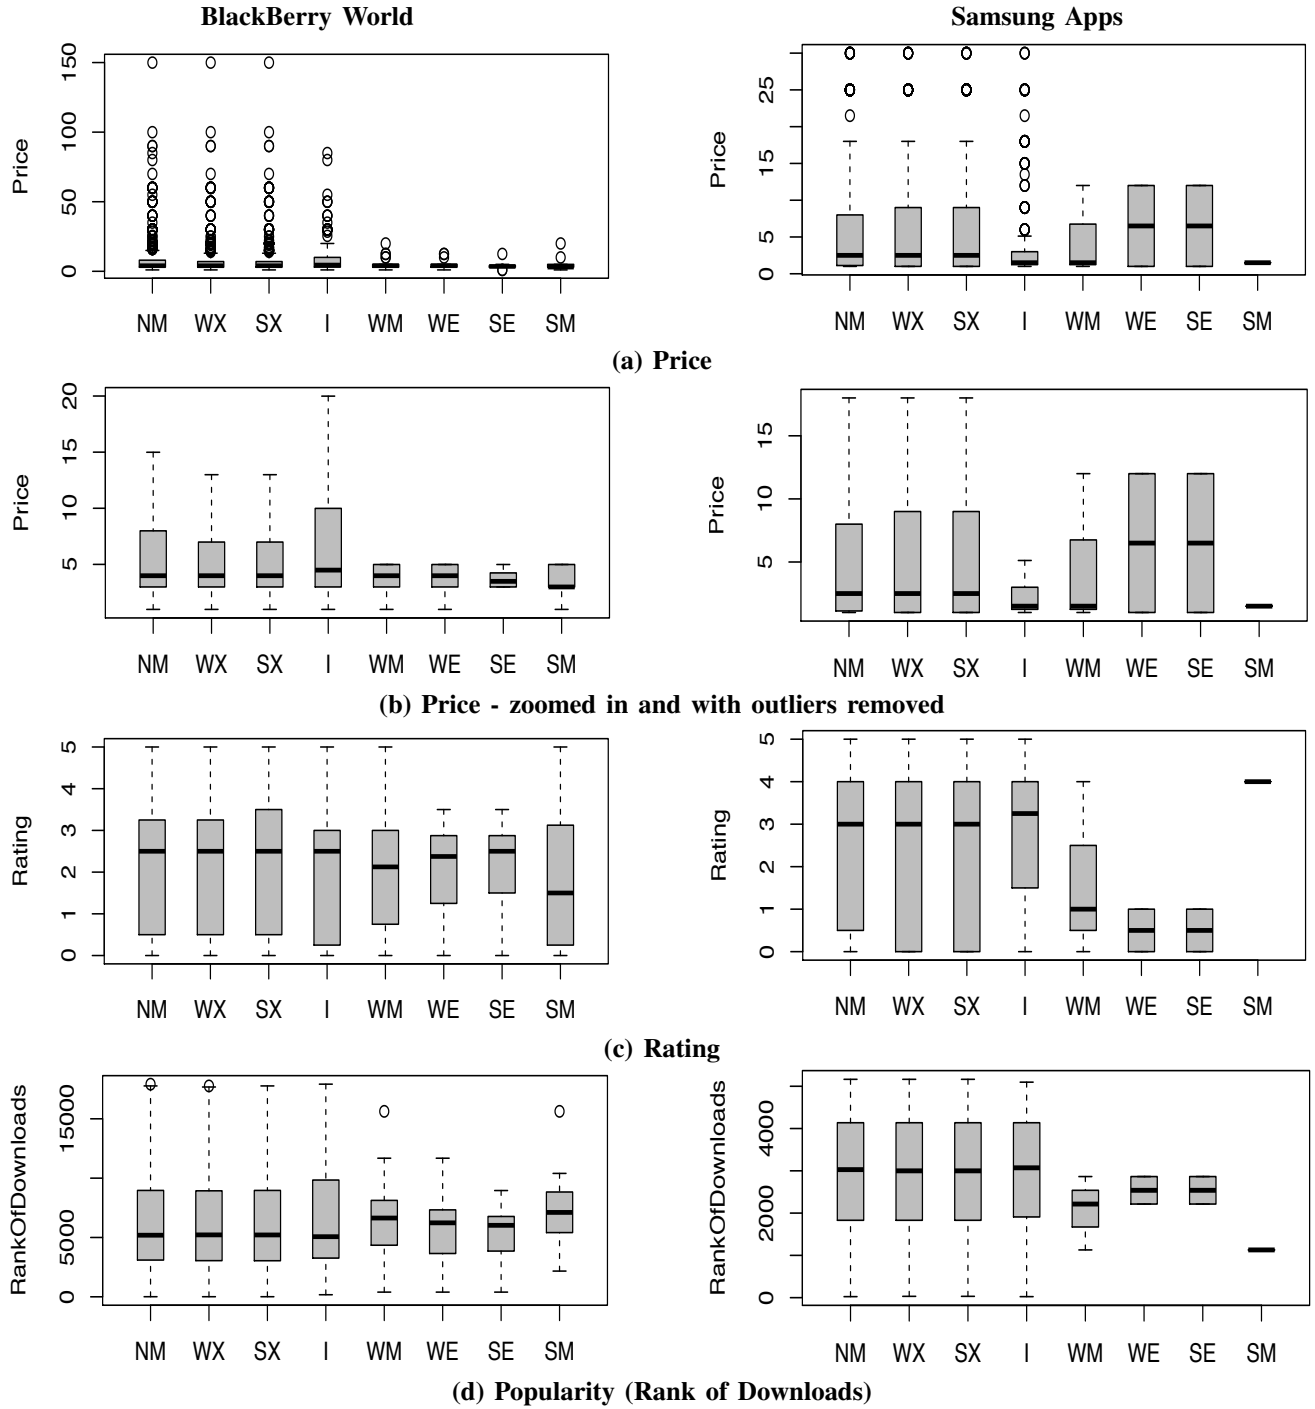 BlackBerry World Samsung Apps
Price
0 50 100 150
NM WX SX I WM WE SE SM
Price
0 5 15 25
NM WX SX I WM WE SE SM
(a) Price
Price
5 10 15 20
NM WX SX I WM WE SE SM
Price
5 10 15
NM WX SX I WM WE SE SM
(b) Price - zoomed in and with outliers removed
Rating
0 1 2 3 4 5
NM WX SX I WM WE SE SM
Rating
0 1 2 3 4 5
NM WX SX I WM WE SE SM
(c) Rating
RankOfDownloads
0 5000 15000
NM WX SX I WM WE SE SM
RankOfDownloads
0 2000 4000
NM WX SX I WM WE SE SM
(d) Popularity (Rank of Downloads)